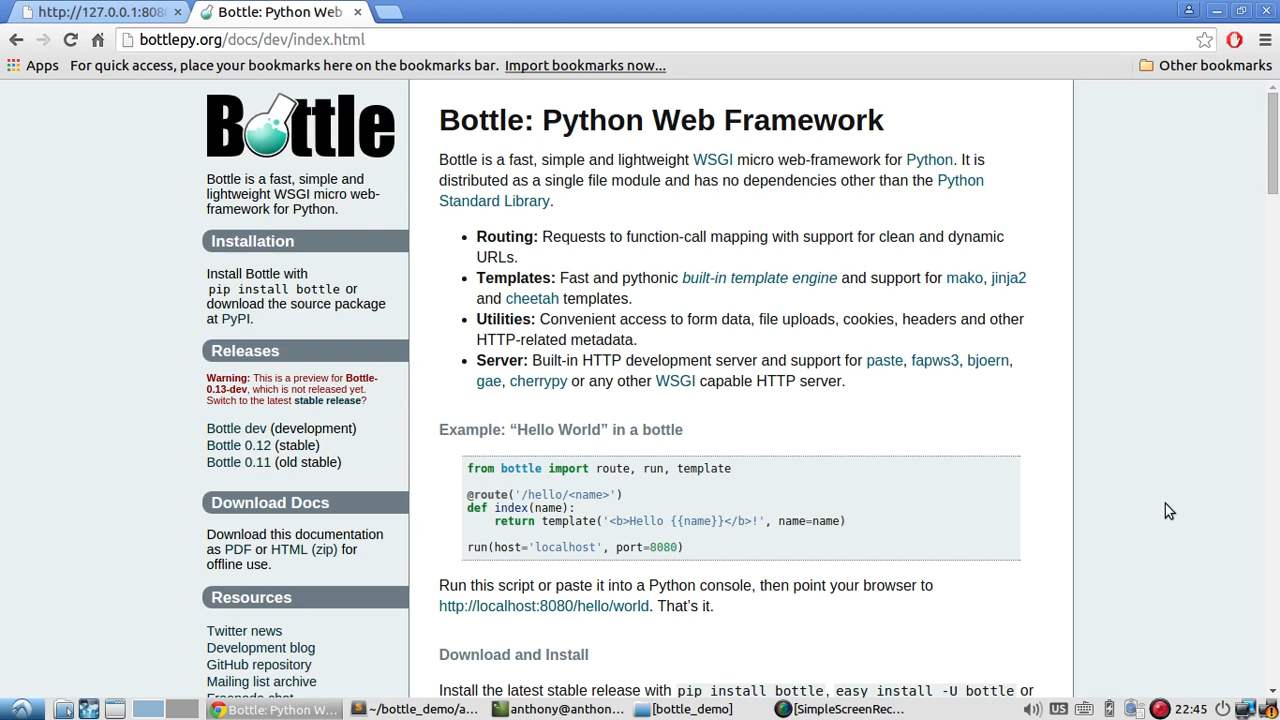 http://127.0.0.1:808
Bottle: Python Web
bottlepy.org/docs/dev/index.html
Apps For quick access, place your bookmarks here on the bookmarks bar. Import bookmarks now... Other bookmarks
Bottle
Bottle is a fast, simple and
lightweight WSGI micro web-
framework for Python.
Installation
Install Bottle with
pip install bottle or
download the source package
at PyPI.
Releases
Warning: This is a preview for Bottle-
0.13-dev, which is not released yet.
Switch to the latest stable release?
Bottle dev (development)
Bottle 0.12 (stable)
Bottle 0.11 (old stable)
Download Docs
Download this documentation
as PDF or HTML (zip) for
offline use.
Resources
Twitter news
Development blog
GitHub repository
Mailing list archive
Freenode chat
Bottle: Python Web Framework
Bottle is a fast, simple and lightweight WSGI micro web-framework for Python. It is
distributed as a single file module and has no dependencies other than the Python
Standard Library.
• Routing: Requests to function-call mapping with support for clean and dynamic
URLs.
• Templates: Fast and pythonic built-in template engine and support for mako, jinja2
and cheetah templates.
• Utilities: Convenient access to form data, file uploads, cookies, headers and other
HTTP-related metadata.
• Server: Built-in HTTP development server and support for paste, fapws3, bjoern,
gae, cherrypy or any other WSGI capable HTTP server.
Example: “Hello World” in a bottle
from bottle import route, run, template
@route('/hello/<name>')
def index(name):
    return template('<b>Hello {{name}}</b>!', name=name)
run(host='localhost', port=8080)
Run this script or paste it into a Python console, then point your browser to
http://localhost:8080/hello/world. That’s it.
Download and Install
Install the latest stable release with pip install bottle, easy_install -U bottle or
Bottle: Python W... ~/bottle_demo/a... anthony@anthon... [bottle_demo] [SimpleScreenRec... US 22:45